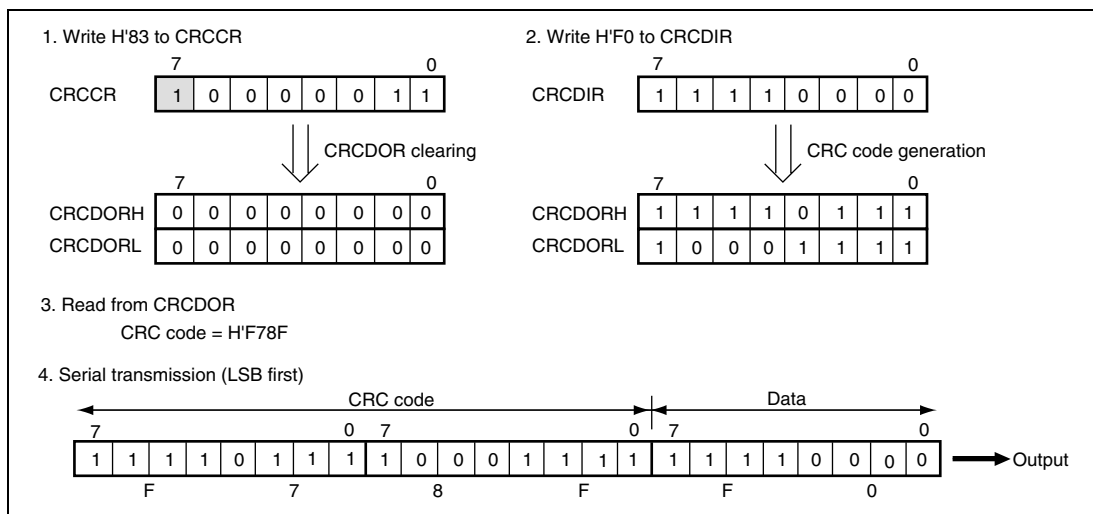 1. Write H'83 to CRCCR
7 0
CRCCR 1 0 0 0 0 0 1 1
CRCDOR clearing
7 0
CRCDORH 0 0 0 0 0 0 0 0
CRCDORL 0 0 0 0 0 0 0 0
2. Write H'F0 to CRCDIR
7 0
CRCDIR 1 1 1 1 0 0 0 0
CRC code generation
7 0
CRCDORH 1 1 1 1 0 1 1 1
CRCDORL 1 0 0 0 1 1 1 1
3. Read from CRCDOR
CRC code = H'F78F
4. Serial transmission (LSB first)
CRC code Data
7 0 7 0 7 0
1 1 1 1 0 1 1 1 1 0 0 0 1 1 1 1 1 1 1 1 0 0 0 0 Output
F 7 8 F F 0